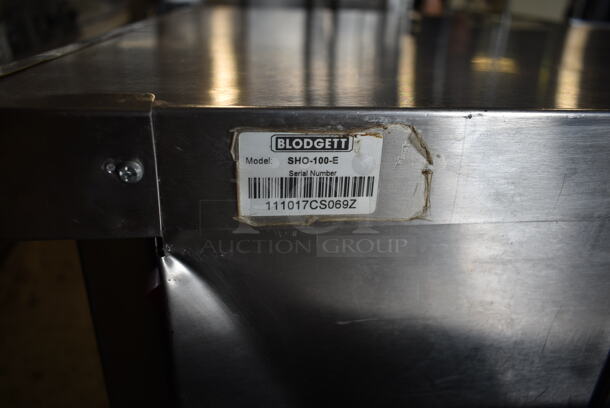 BLODGETT
Model: SHO-100-E
Serial Number
111017CS069Z
AUCTION GROUP